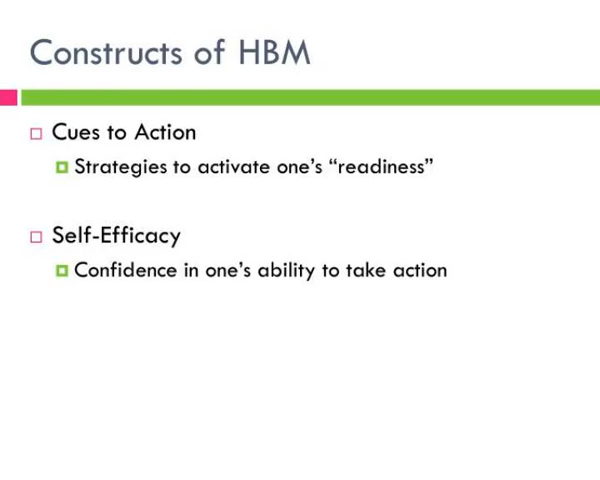 Constructs of HBM
Cues to Action
Strategies to activate one’s “readiness”
Self-Efficacy
Confidence in one’s ability to take action